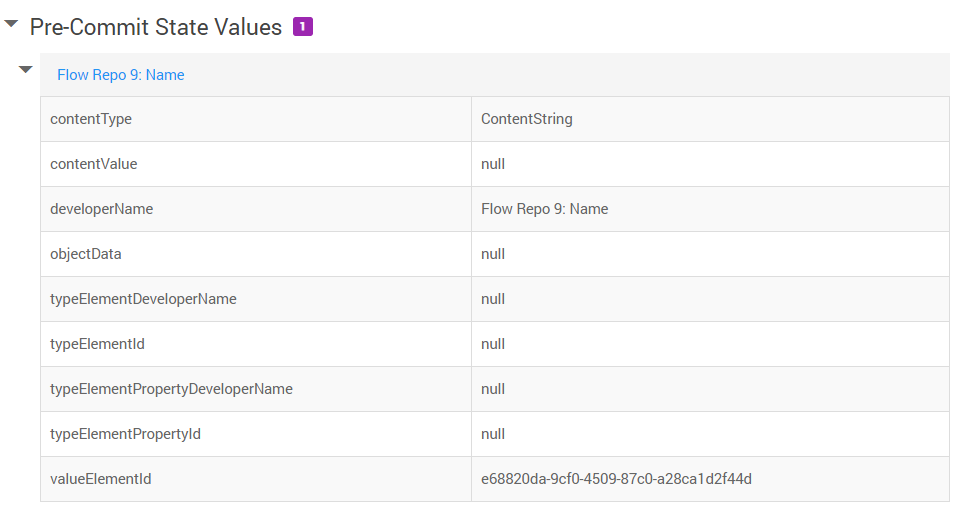 Pre-Commit State Values 1
Flow Repo 9: Name
contentType ContentString
contentValue null
developerName Flow Repo 9: Name
objectData null
typeElementDeveloperName null
typeElementId null
typeElementPropertyDeveloperName null
typeElementPropertyId null
valueElementId e68820da-9cf0-4509-87c0-a28ca1d2f44d